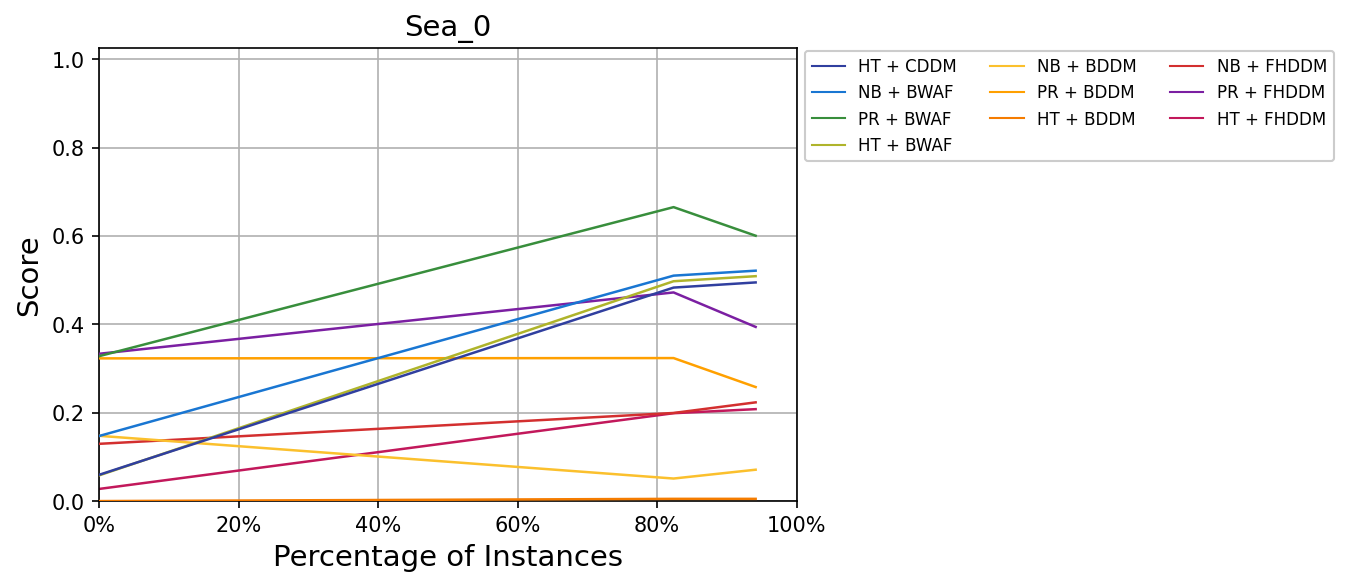 Sea_0
1.0
0.8
0.6
0.4
0.2
0.0
Score
0%
20%
40%
60%
80%
100%
Percentage of Instances
HT + CDDM
NB + BWAF
PR + BWAF
HT + BWAF
NB + BDDM
PR + BDDM
HT + BDDM
NB + FHDDM
PR + FHDDM
HT + FHDDM